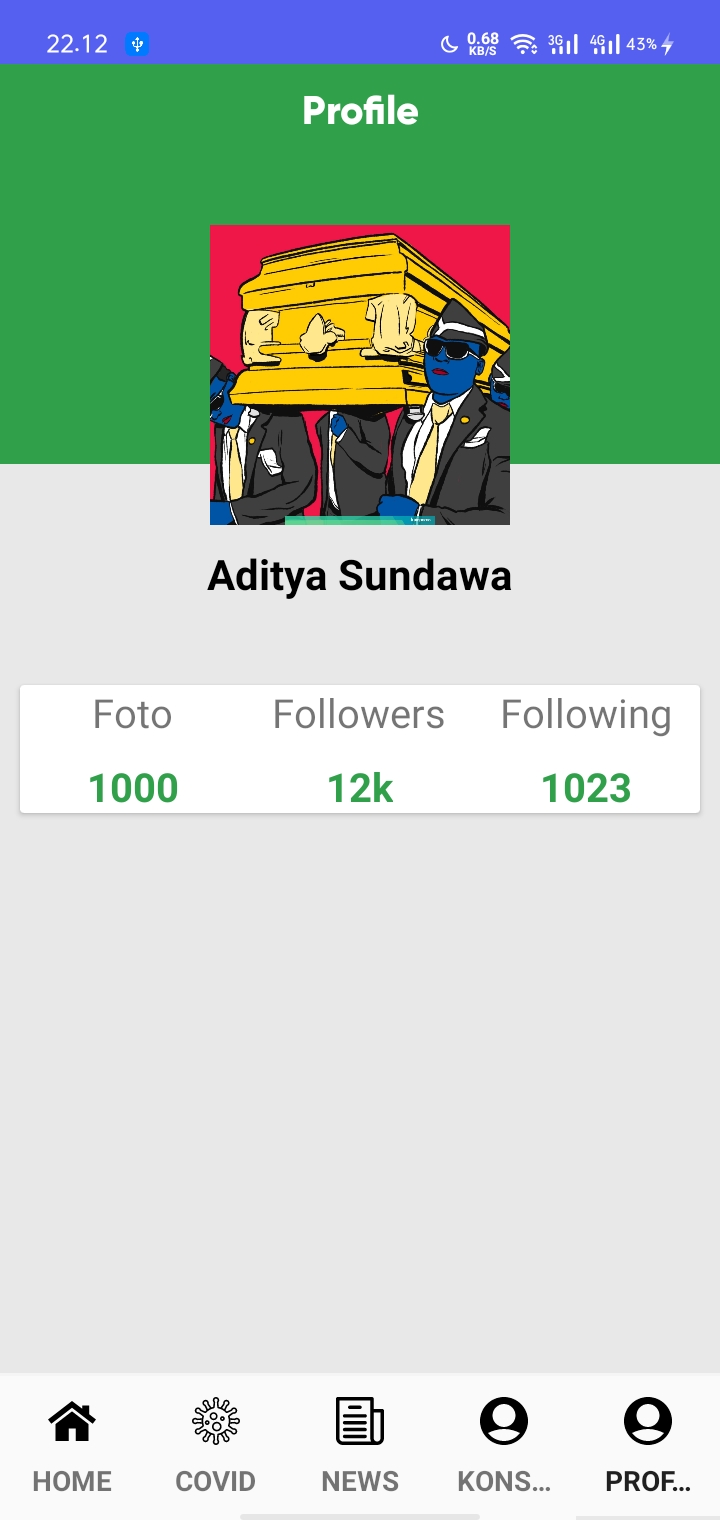 22.12 0.68 KB/S 3G 4G 43%
Profile
Aditya Sundawa
Foto Followers Following
1000 12k 1023
HOME COVID NEWS KONS... PROF...